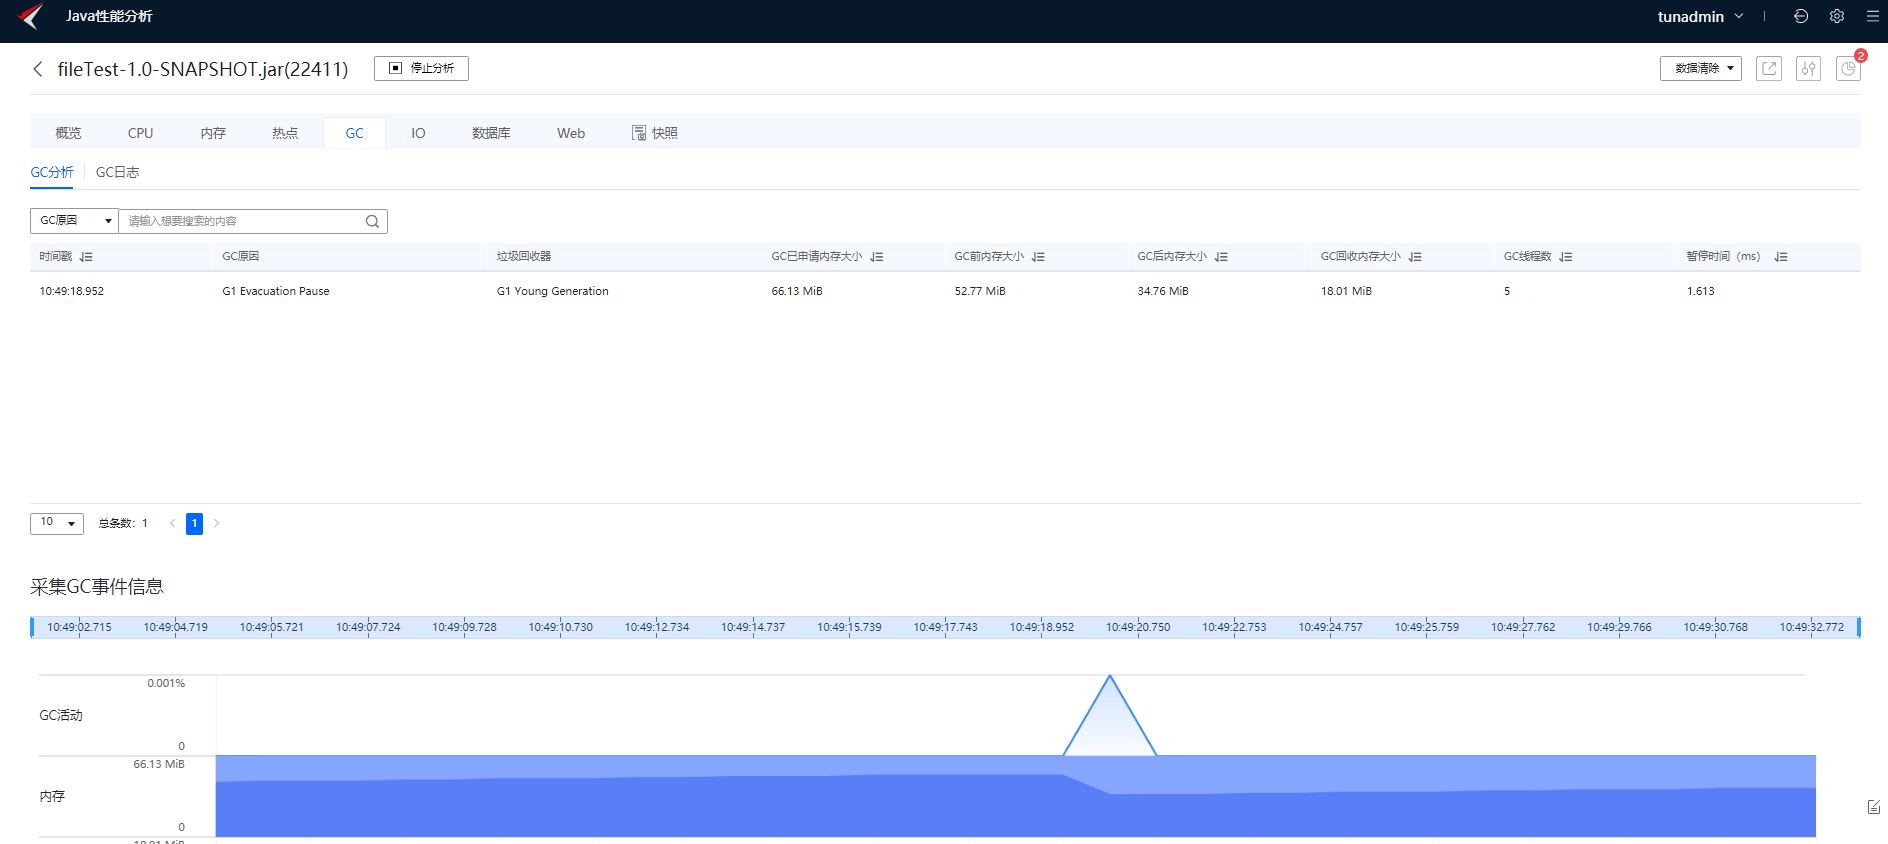 Java性能分析
tunadmin
fileTest-1.0-SNAPSHOT.jar(22411)
停止分析
数据清除
2
概览 CPU 内存 热点 GC IO 数据库 Web 快照
GC分析 GC日志
GC原因 请输入想要搜索的内容
时间戳 GC原因 垃圾回收器 GC已申请内存大小 GC前内存大小 GC后内存大小 GC回收内存大小 GC线程数 暂停时间（ms）
10:49:18.952 G1 Evacuation Pause G1 Young Generation 66.13 MiB 52.77 MiB 34.76 MiB 18.01 MiB 5 1.613
10 总条数：1 1
采集GC事件信息
10:49:02.715 10:49:04.719 10:49:05.721 10:49:07.724 10:49:09.728 10:49:10.730 10:49:12.734 10:49:14.737 10:49:15.739 10:49:17.743 10:49:18.952 10:49:20.750 10:49:22.753 10:49:24.757 10:49:25.759 10:49:27.762 10:49:29.766 10:49:30.768 10:49:32.772
0.001%
GC活动
0
66.13 MiB
内存
0
18.01 MiB